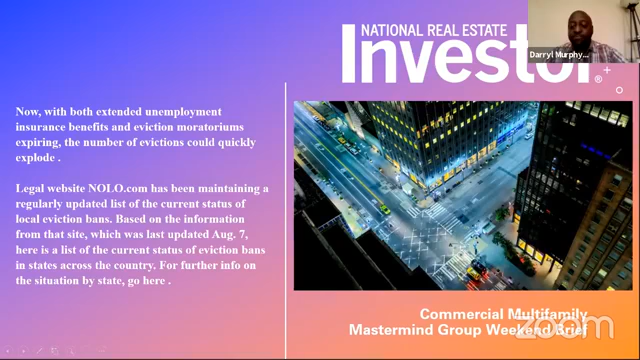 NATIONAL REAL ESTATE
Investor
Darryl Murphy...
Now, with both extended unemployment
insurance benefits and eviction moratoriums
expiring, the number of evictions could quickly
explode .
Legal website NOLO.com has been maintaining a
regularly updated list of the current status of
local eviction bans. Based on the information
from that site, which was last updated Aug. 7,
here is a list of the current status of eviction bans
in states across the country. For further info on
the situation by state, go here .
Commercial Multifamily
Mastermind Group Weekend Brief
zoom